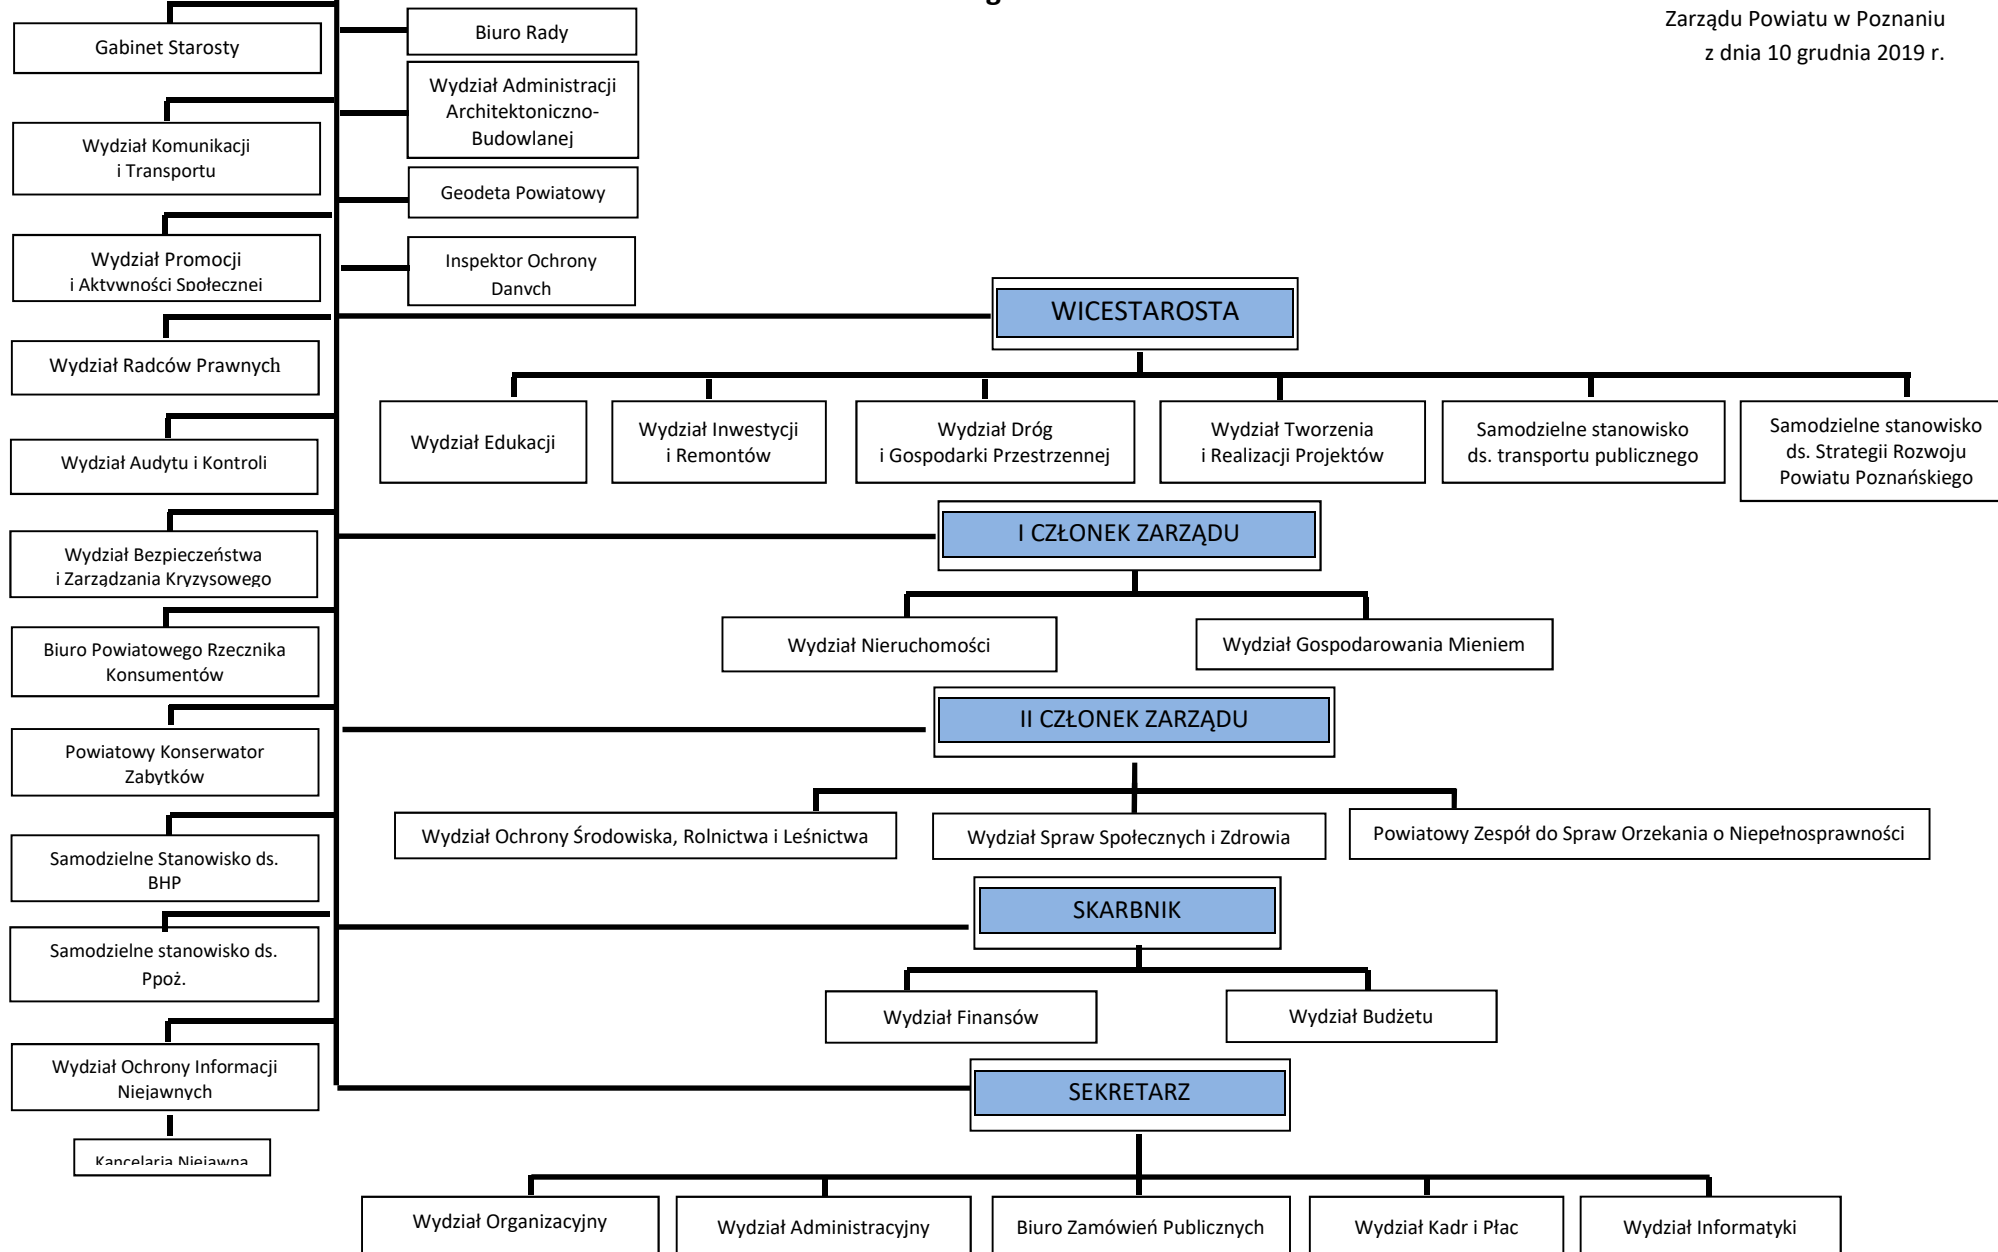 Zarządu Powiatu w Poznaniu
z dnia 10 grudnia 2019 r.
Gabinet Starosty
Biuro Rady
Wydział Administracji
Architektoniczno-
Budowlanej
Wydział Komunikacji
i Transportu
Geodeta Powiatowy
Wydział Promocji
i Aktywności Społecznej
Inspektor Ochrony
Danych
WICESTAROSTA
Wydział Radców Prawnych
Wydział Edukacji
Wydział Inwestycji
i Remontów
Wydział Dróg
i Gospodarki Przestrzennej
Wydział Tworzenia
i Realizacji Projektów
Samodzielne stanowisko
ds. transportu publicznego
Samodzielne stanowisko
ds. Strategii Rozwoju
Powiatu Poznańskiego
Wydział Audytu i Kontroli
I CZŁONEK ZARZĄDU
Wydział Bezpieczeństwa
i Zarządzania Kryzysowego
Wydział Nieruchomości
Wydział Gospodarowania Mieniem
Biuro Powiatowego Rzecznika
Konsumentów
II CZŁONEK ZARZĄDU
Powiatowy Konserwator
Zabytków
Wydział Ochrony Środowiska, Rolnictwa i Leśnictwa
Wydział Spraw Społecznych i Zdrowia
Powiatowy Zespół do Spraw Orzekania o Niepełnosprawności
Samodzielne Stanowisko ds.
BHP
SKARBNIK
Samodzielne stanowisko ds.
Ppoż.
Wydział Finansów
Wydział Budżetu
Wydział Ochrony Informacji
Niejawnych
SEKRETARZ
Kancelaria Niejawna
Wydział Organizacyjny
Wydział Administracyjny
Biuro Zamówień Publicznych
Wydział Kadr i Płac
Wydział Informatyki